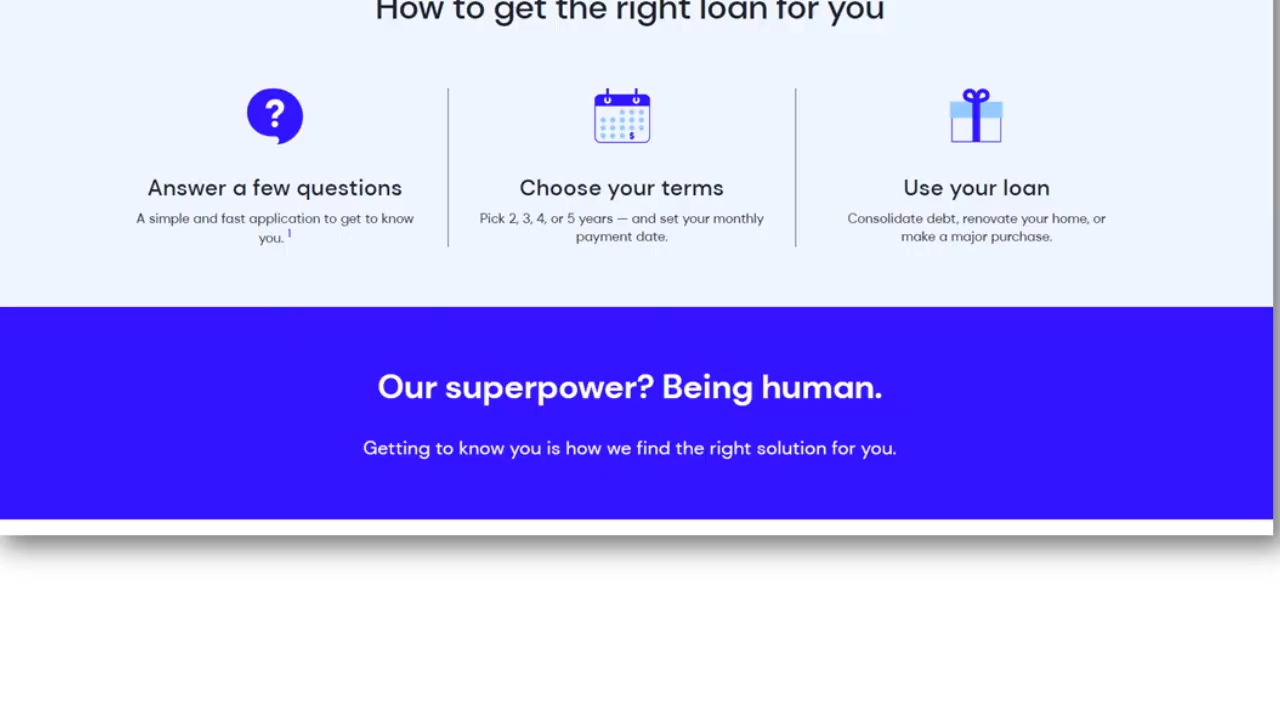 How to get the right loan for you
Answer a few questions
A simple and fast application to get to know
you. 1
Choose your terms
Pick 2, 3, 4, or 5 years — and set your monthly
payment date.
Use your loan
Consolidate debt, renovate your home, or
make a major purchase.
Our superpower? Being human.
Getting to know you is how we find the right solution for you.